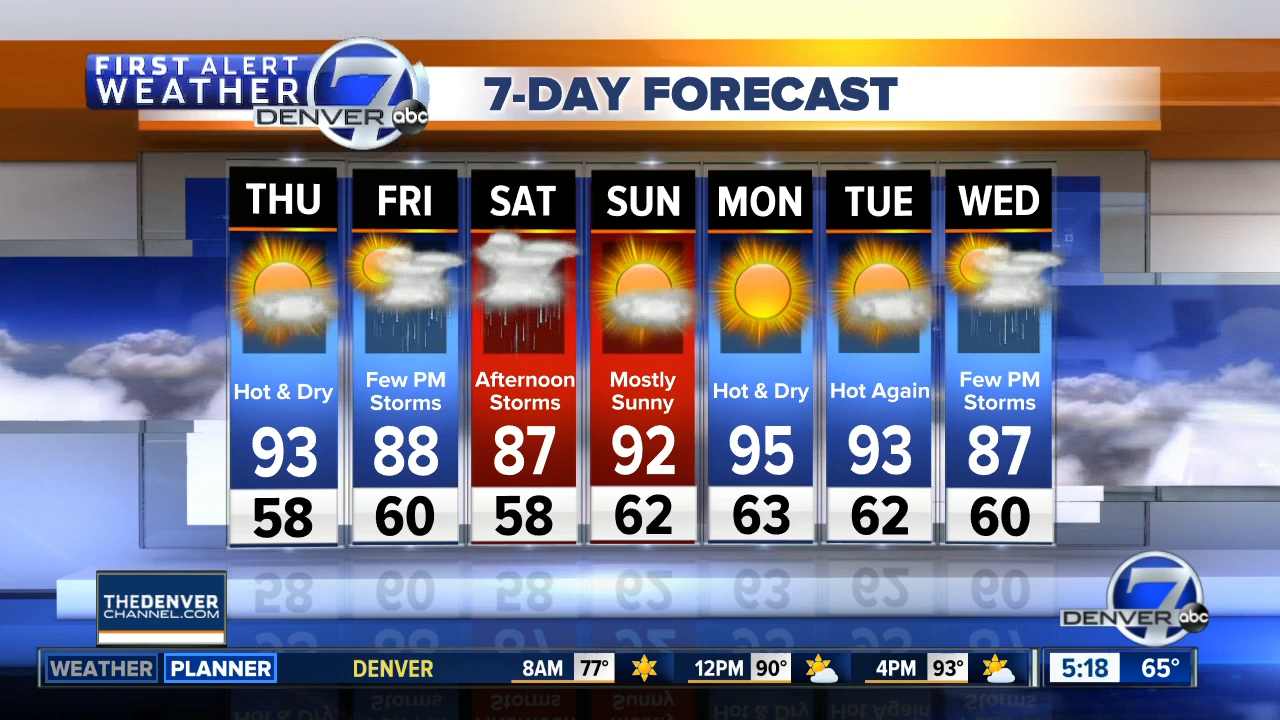 FIRST ALERT
WEATHER
7
DENVER abc
7-DAY FORECAST
THU FRI SAT SUN MON TUE WED
Hot & Dry
Few PM
Storms
Afternoon
Storms
Mostly
Sunny
Hot & Dry
Hot Again
Few PM
Storms
93 88 87 92 95 93 87
58 60 58 62 63 62 60
THEDENVER
CHANNEL.COM
7
DENVER abc
WEATHER PLANNER DENVER 8AM 77° 12PM 90° 4PM 93° 5:18 65°